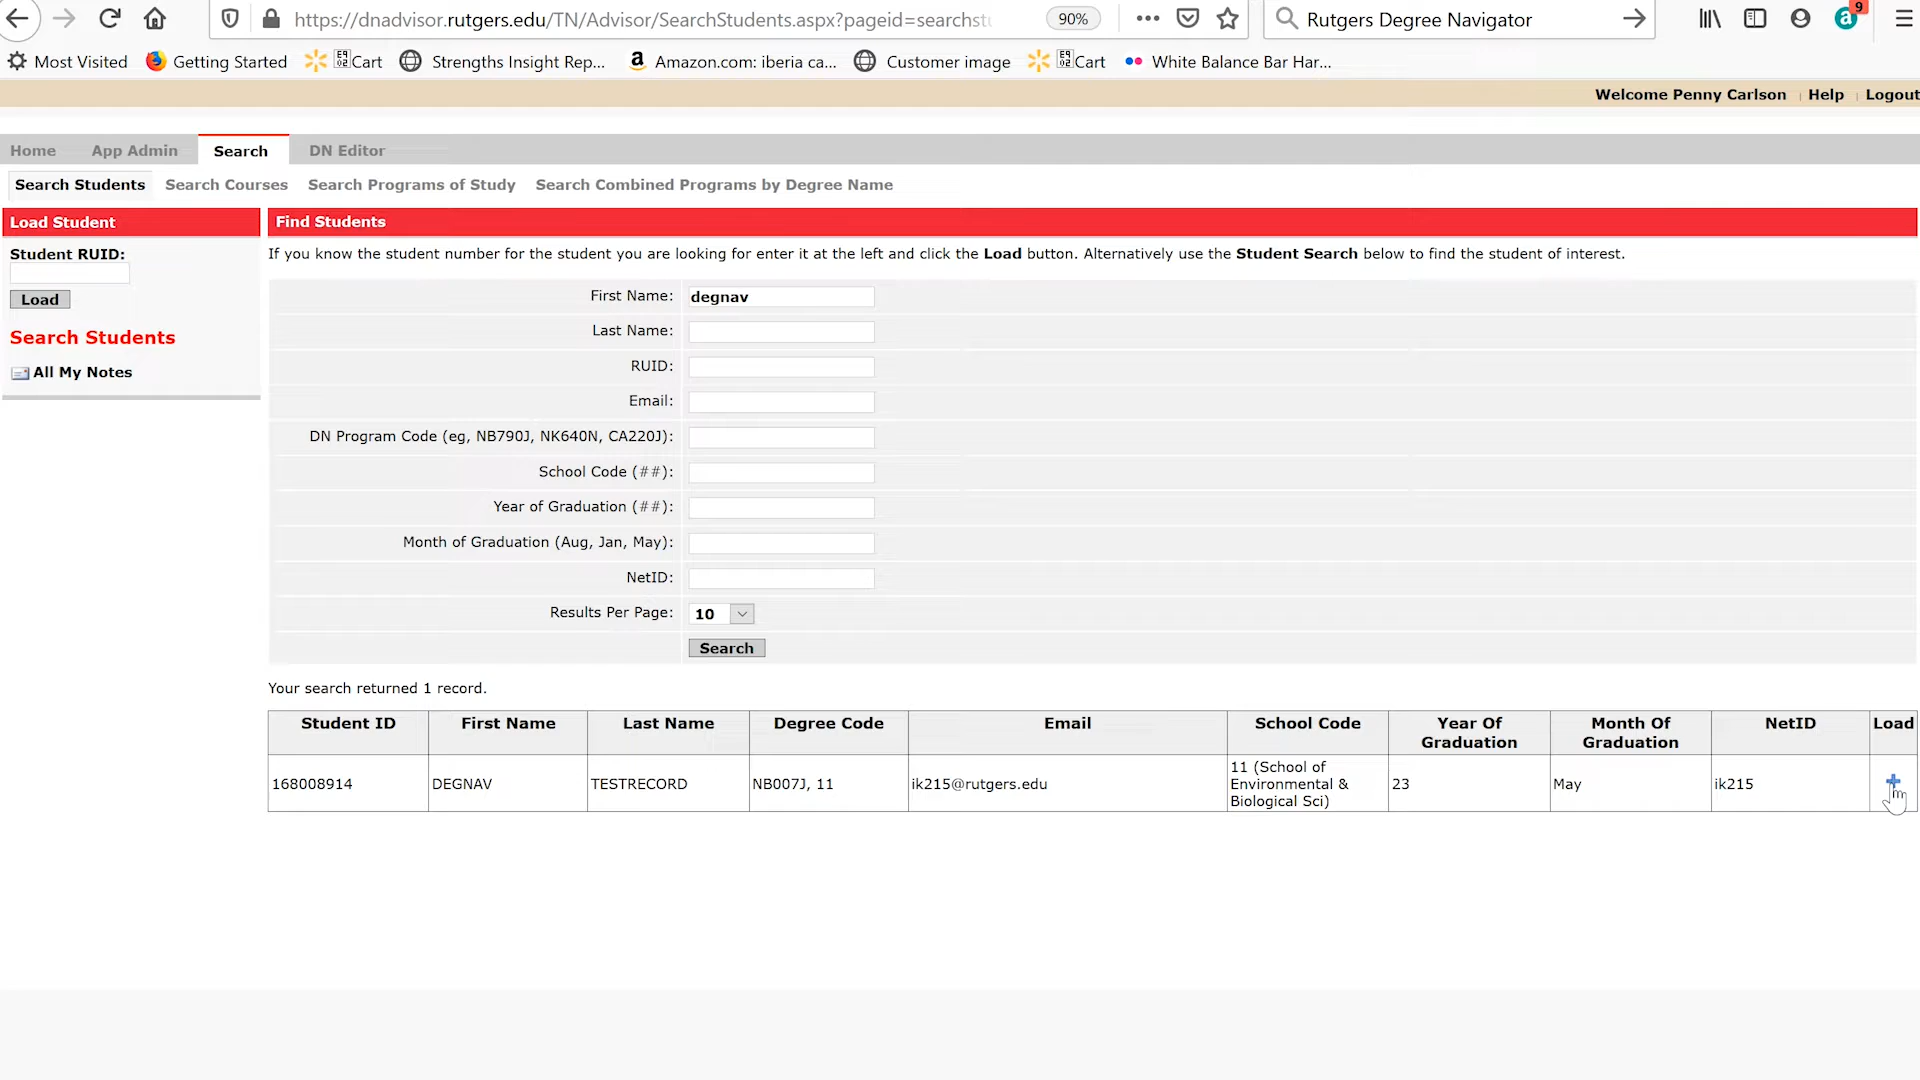 https://dnadvisor.rutgers.edu/TN/Advisor/SearchStudents.aspx?pageid=searchstu
90%
Rutgers Degree Navigator
a
9
Most Visited
Getting Started
Cart
Strengths Insight Rep...
a Amazon.com: iberia ca...
Customer image
Cart
White Balance Bar Har...
Welcome Penny Carlson | Help | Logout
Home App Admin Search DN Editor
Search Students Search Courses Search Programs of Study Search Combined Programs by Degree Name
Load Student
Student RUID:
Load
Search Students
All My Notes
Find Students
If you know the student number for the student you are looking for enter it at the left and click the Load button. Alternatively use the Student Search below to find the student of interest.
First Name: degnav
Last Name:
RUID:
Email:
DN Program Code (eg, NB790J, NK640N, CA220J):
School Code (##):
Year of Graduation (##):
Month of Graduation (Aug, Jan, May):
NetID:
Results Per Page: 10
Search
Your search returned 1 record.
Student ID First Name Last Name Degree Code Email School Code Year Of Graduation Month Of Graduation NetID Load
168008914 DEGNAV TESTRECORD NB007J, 11 ik215@rutgers.edu 11 (School of Environmental & Biological Sci) 23 May ik215